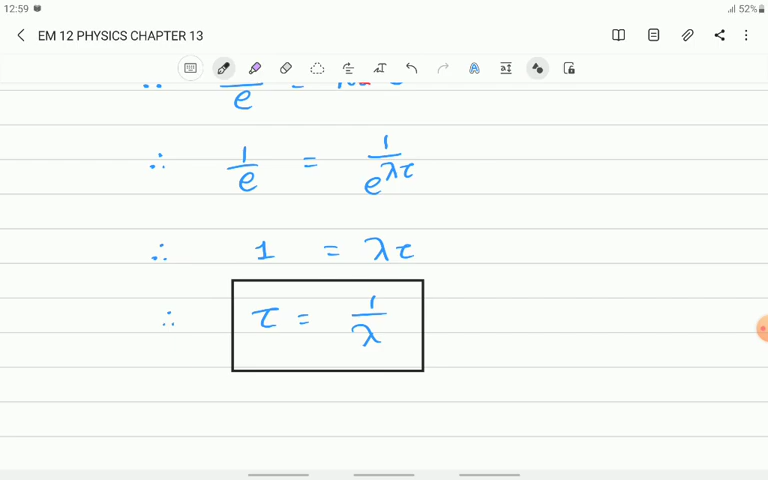 12:59
52%
EM 12 PHYSICS CHAPTER 13
e
∴ 1/e = 1/e^λτ
∴ 1 = λτ
∴ τ = 1/λ